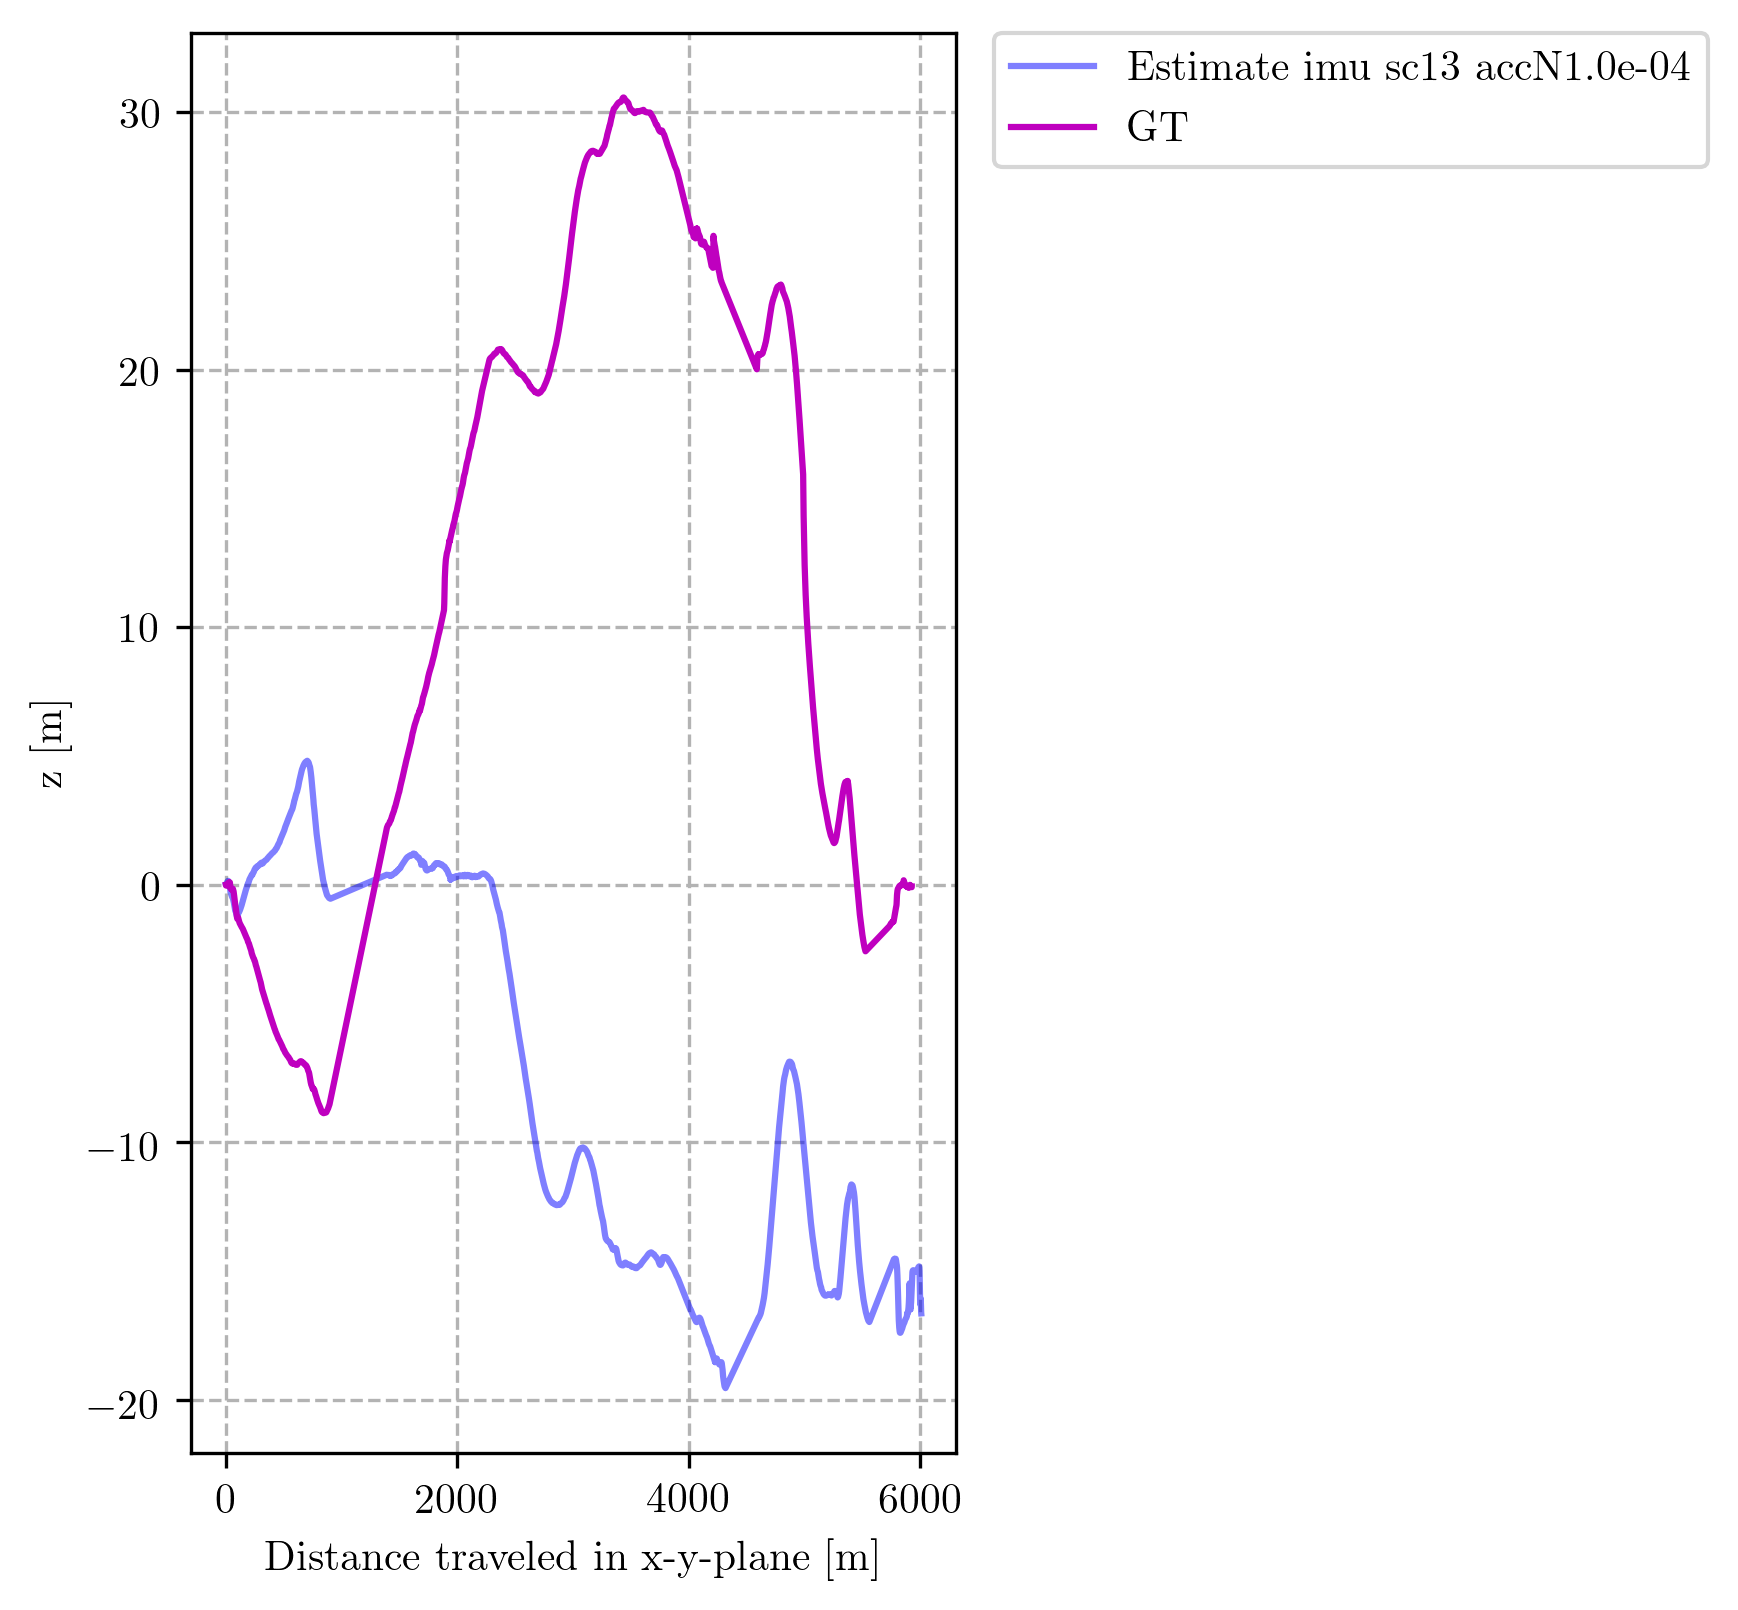 Estimate imu sc13 accN1.0e-04
GT
30
20
10
0
−10
−20
z [m]
0 2000 4000 6000
Distance traveled in x-y-plane [m]